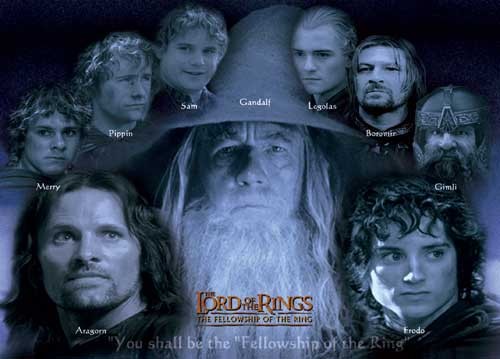 Sam
Gandalf
Legolas
Pippin
Boromir
Merry
Gimli
THE LORD OF THE RINGS
THE FELLOWSHIP OF THE RING
Aragorn
Frodo
"You shall be the "Fellowship of the Ring"